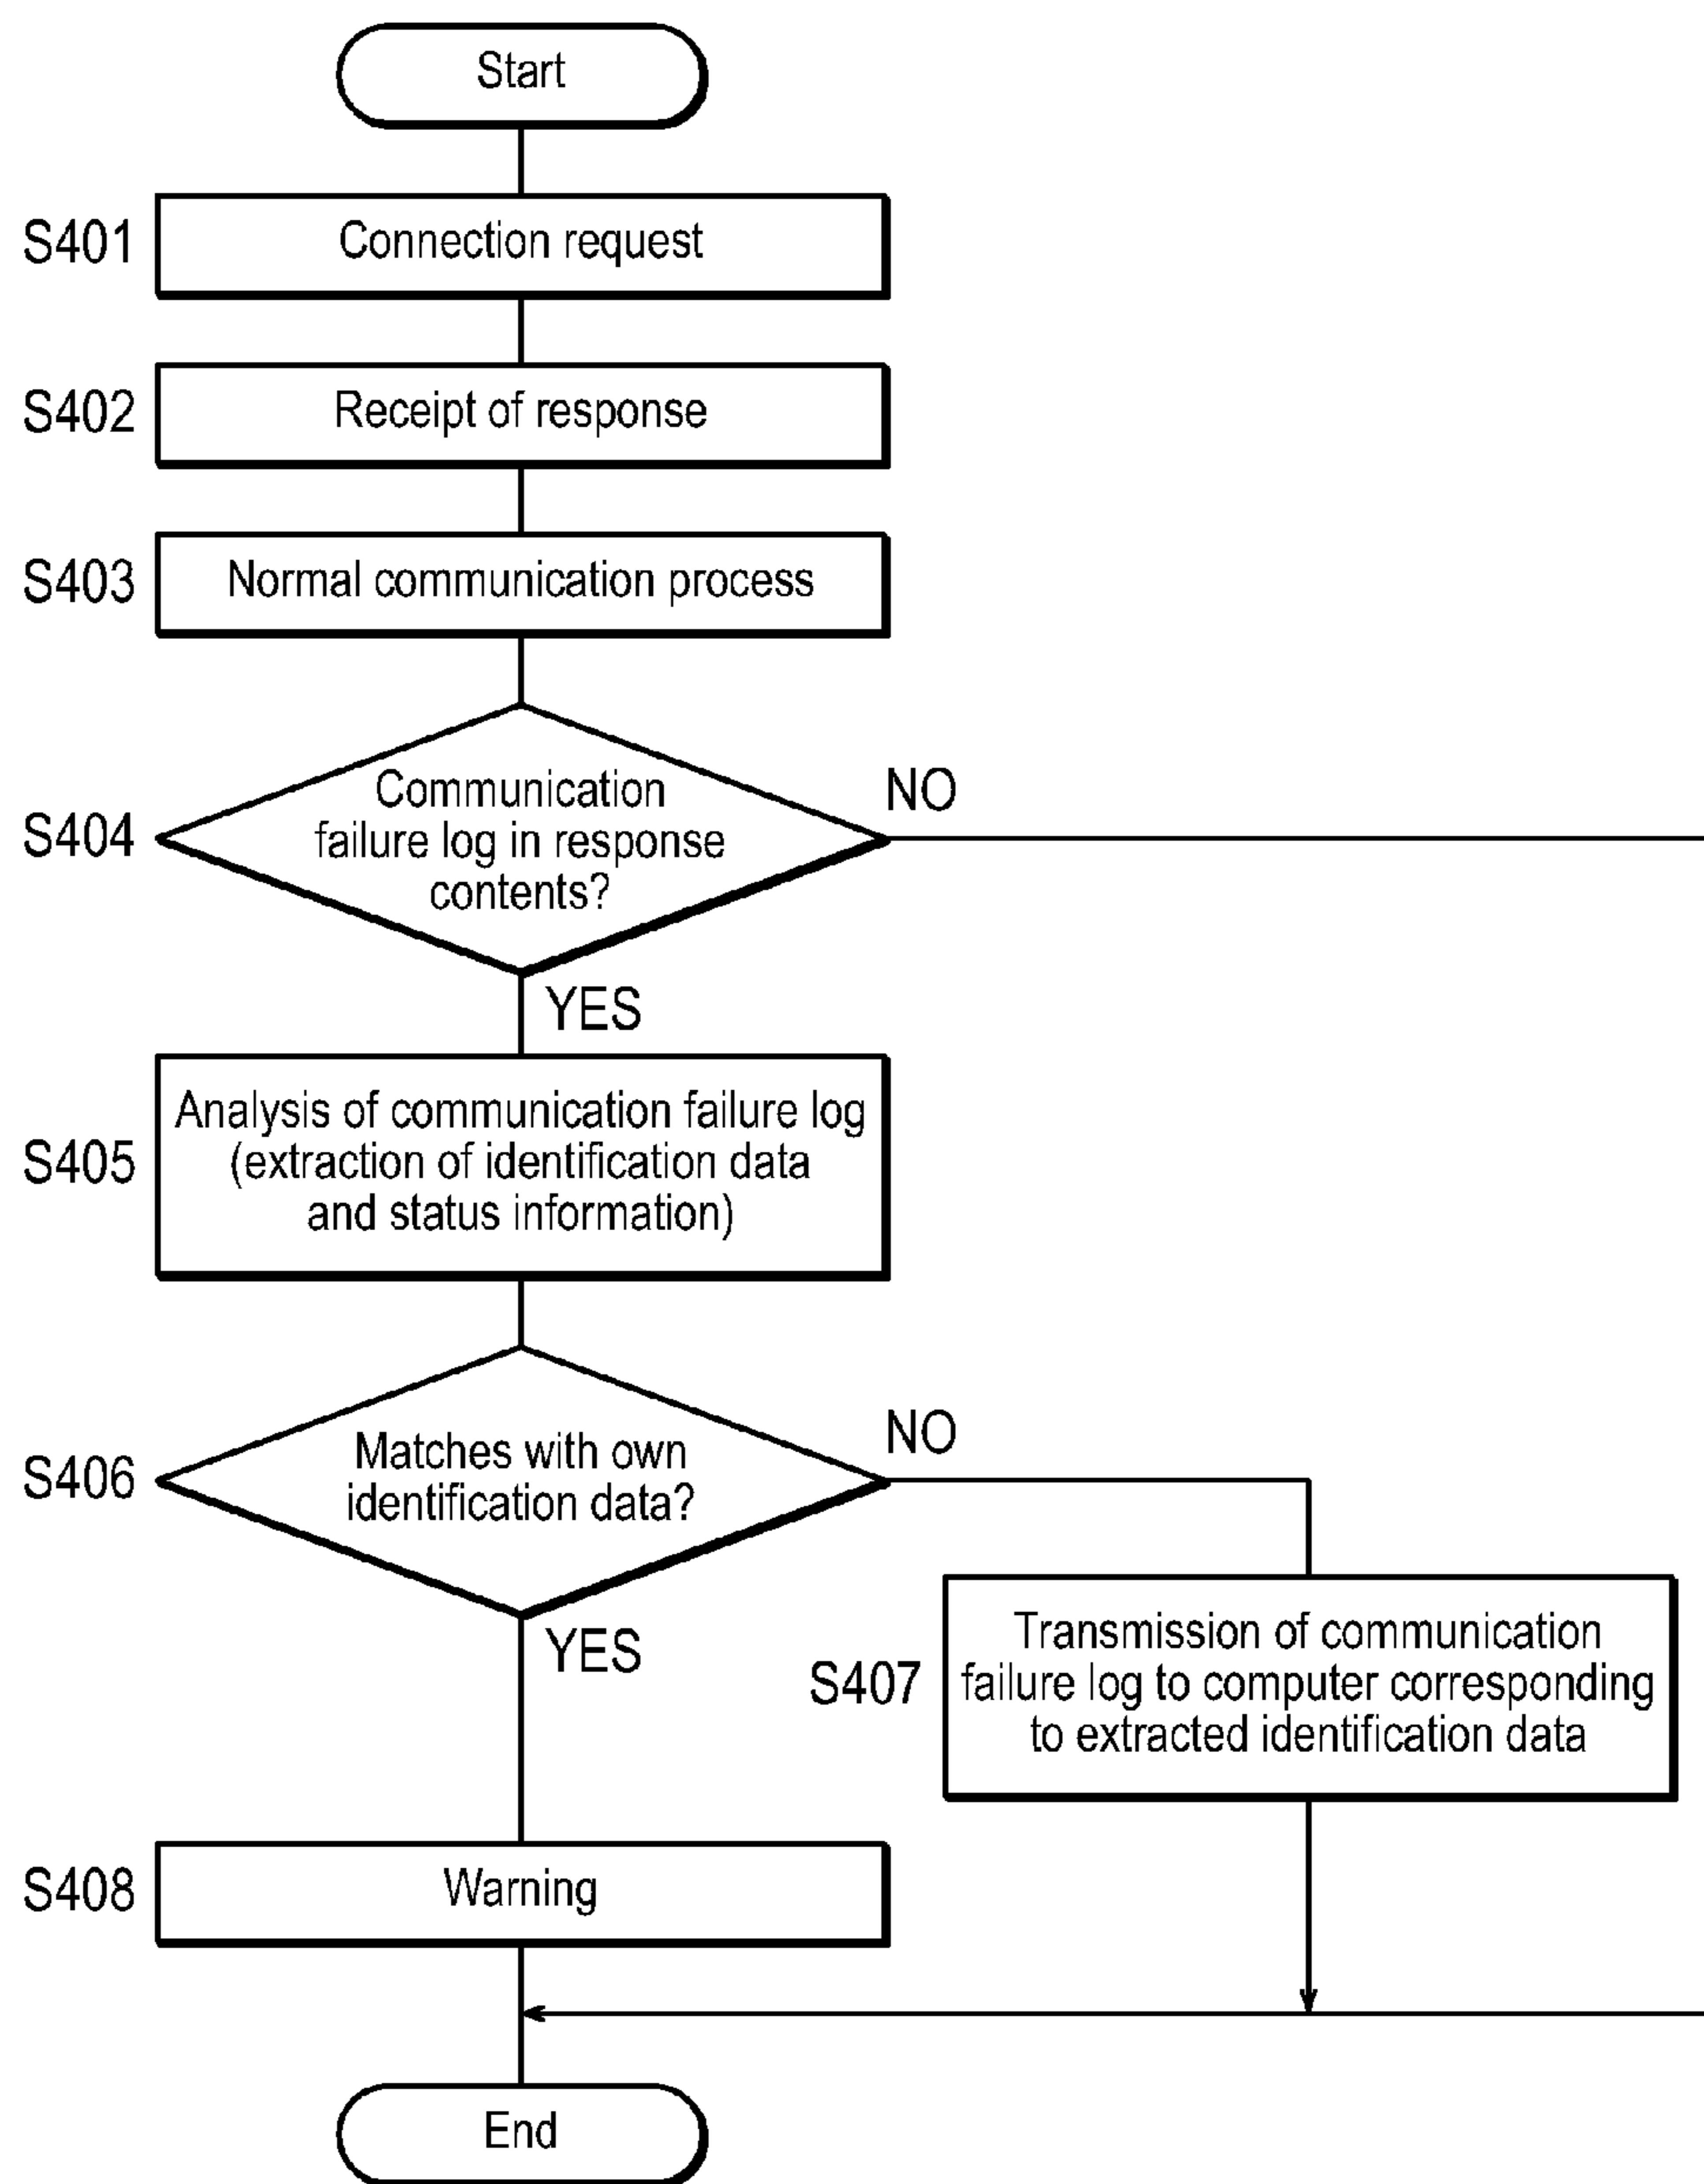 Start
S401
Connection request
S402
Receipt of response
S403
Normal communication process
S404
Communication
failure log in response
contents?
NO
YES
S405
Analysis of communication failure log
(extraction of identification data
and status information)
S406
Matches with own
identification data?
NO
YES
S407
Transmission of communication
failure log to computer corresponding
to extracted identification data
S408
Warning
End